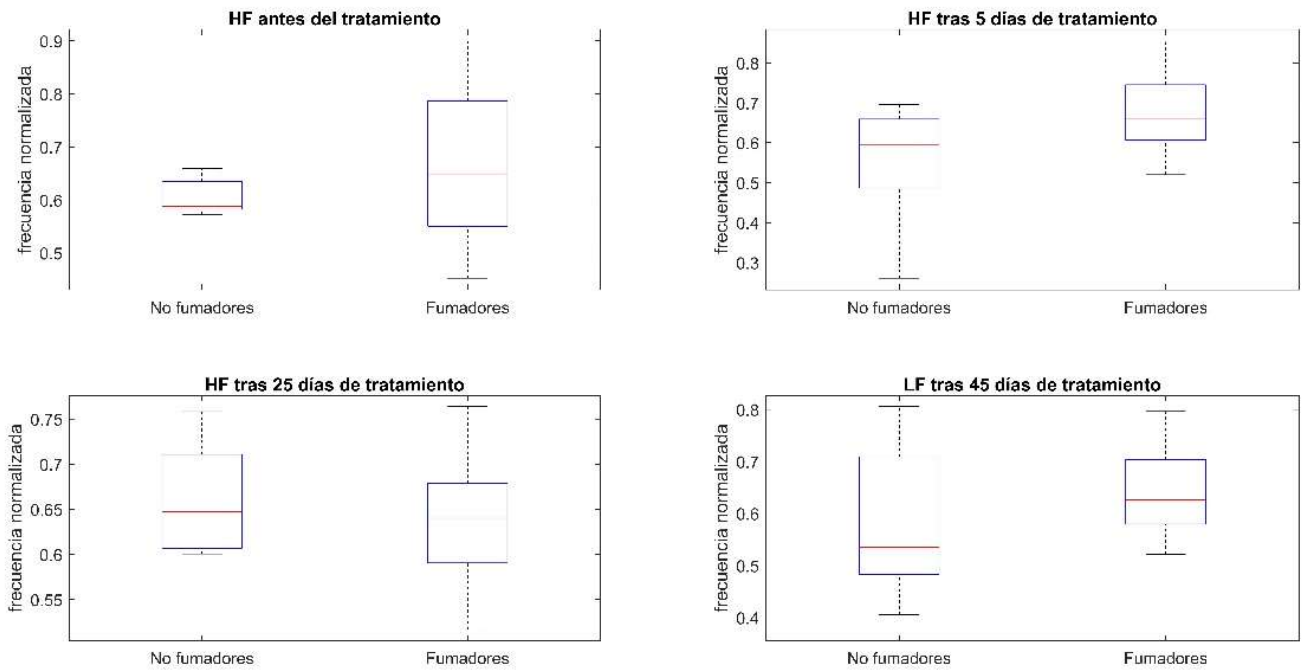 HF antes del tratamiento
frecuencia normalizada
0.9
0.8
0.7
0.6
0.5
No fumadores
Fumadores
HF tras 5 días de tratamiento
frecuencia normalizada
0.8
0.7
0.6
0.5
0.4
0.3
No fumadores
Fumadores
HF tras 25 días de tratamiento
frecuencia normalizada
0.75
0.7
0.65
0.6
0.55
No fumadores
Fumadores
LF tras 45 días de tratamiento
frecuencia normalizada
0.8
0.7
0.6
0.5
0.4
No fumadores
Fumadores